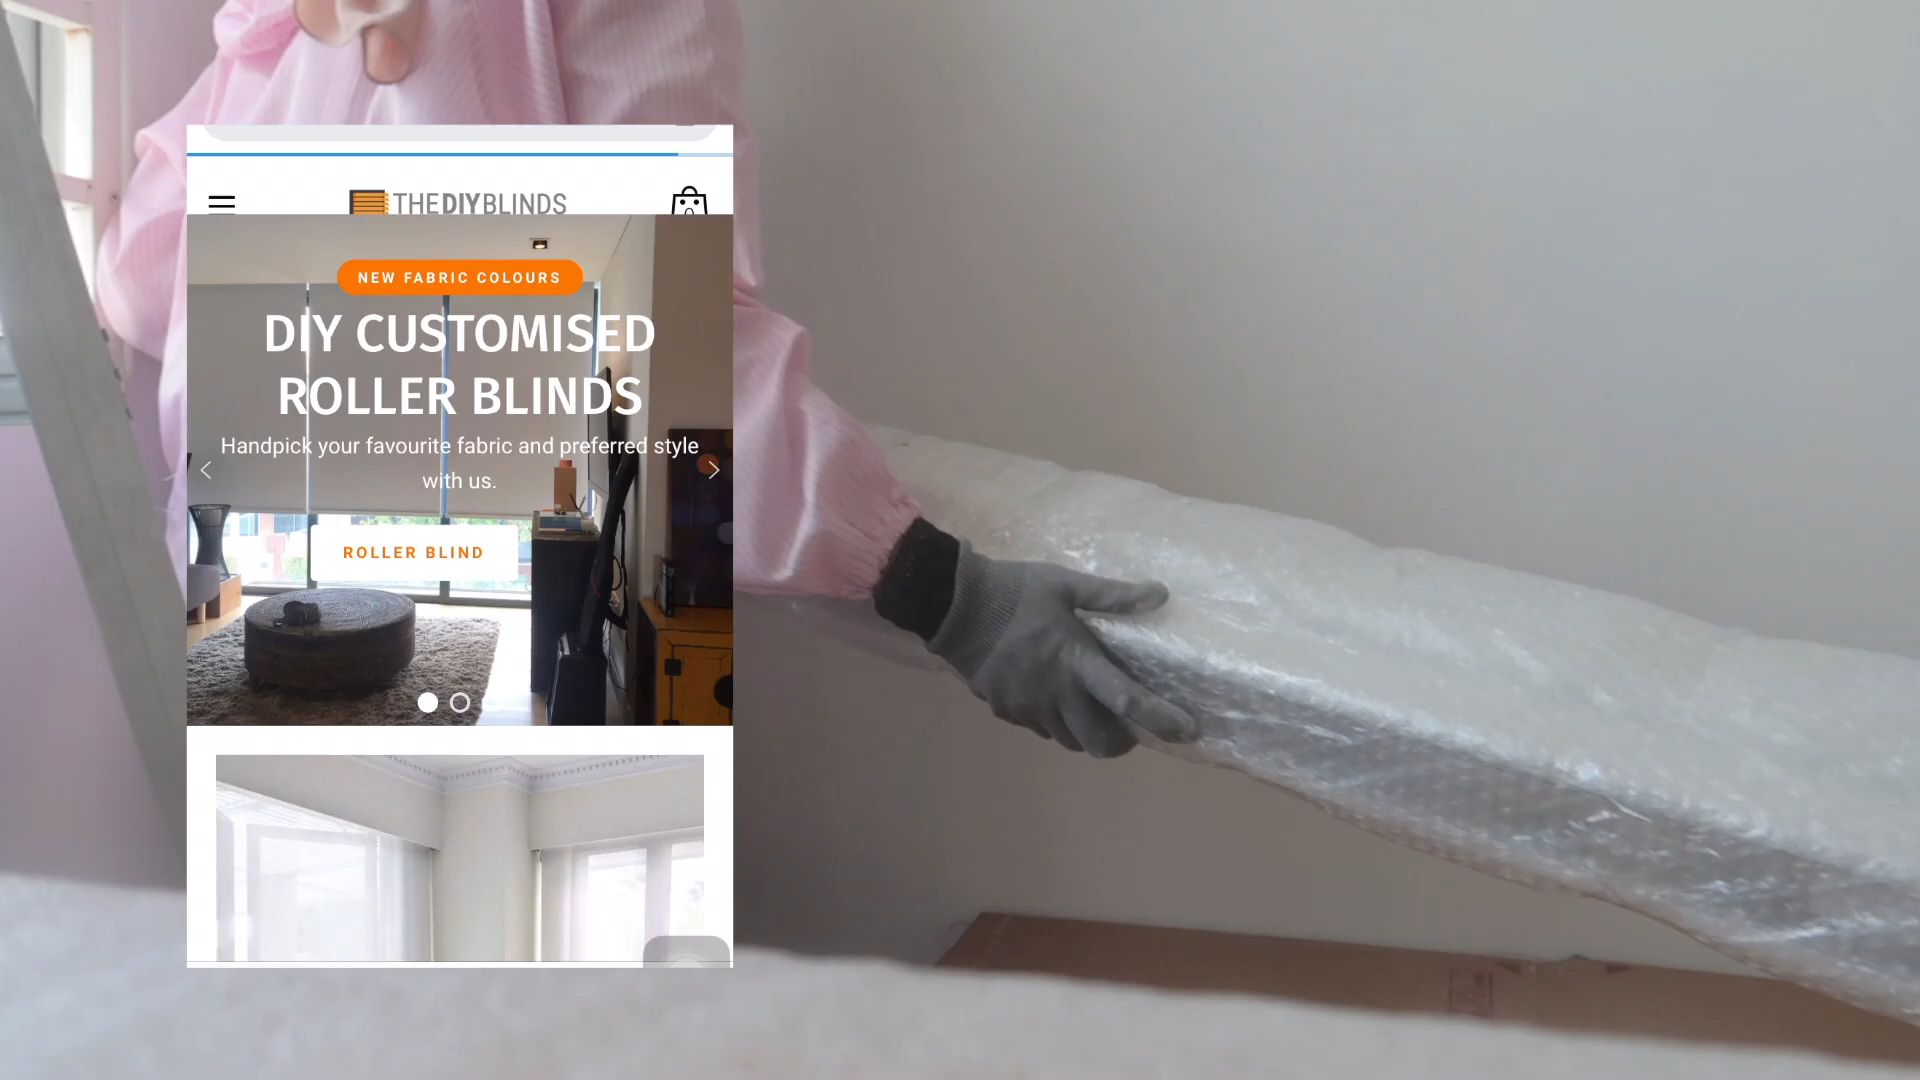 THEDIYBLINDS
NEW FABRIC COLOURS
DIY CUSTOMISED
ROLLER BLINDS
Handpick your favourite fabric and preferred style
with us.
ROLLER BLIND